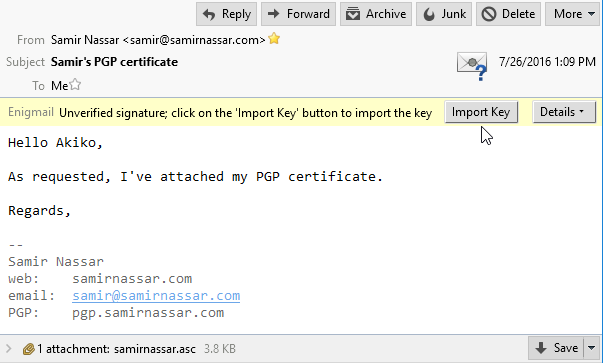 Reply Forward Archive Junk Delete More
From Samir Nassar <samir@samirnassar.com>
Subject Samir's PGP certificate 7/26/2016 1:09 PM
To Me
Enigmail Unverified signature; click on the 'Import Key' button to import the key Import Key Details
Hello Akiko,
As requested, I've attached my PGP certificate.
Regards,
--
Samir Nassar
web: samirnassar.com
email: samir@samirnassar.com
PGP: pgp.samirnassar.com
1 attachment: samirnassar.asc 3.8 KB Save